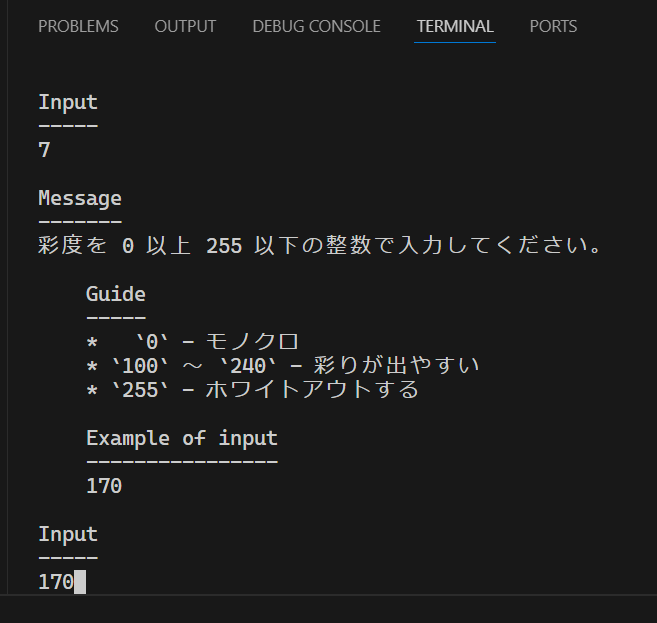 PROBLEMS OUTPUT DEBUG CONSOLE TERMINAL PORTS
Input
-----
7
Message
-------
彩度を 0 以上 255 以下の整数で入力してください。
Guide
-----
*   `0` - モノクロ
* `100` ～ `240` - 彩りが出やすい
* `255` - ホワイトアウトする
Example of input
----------------
170
Input
-----
170